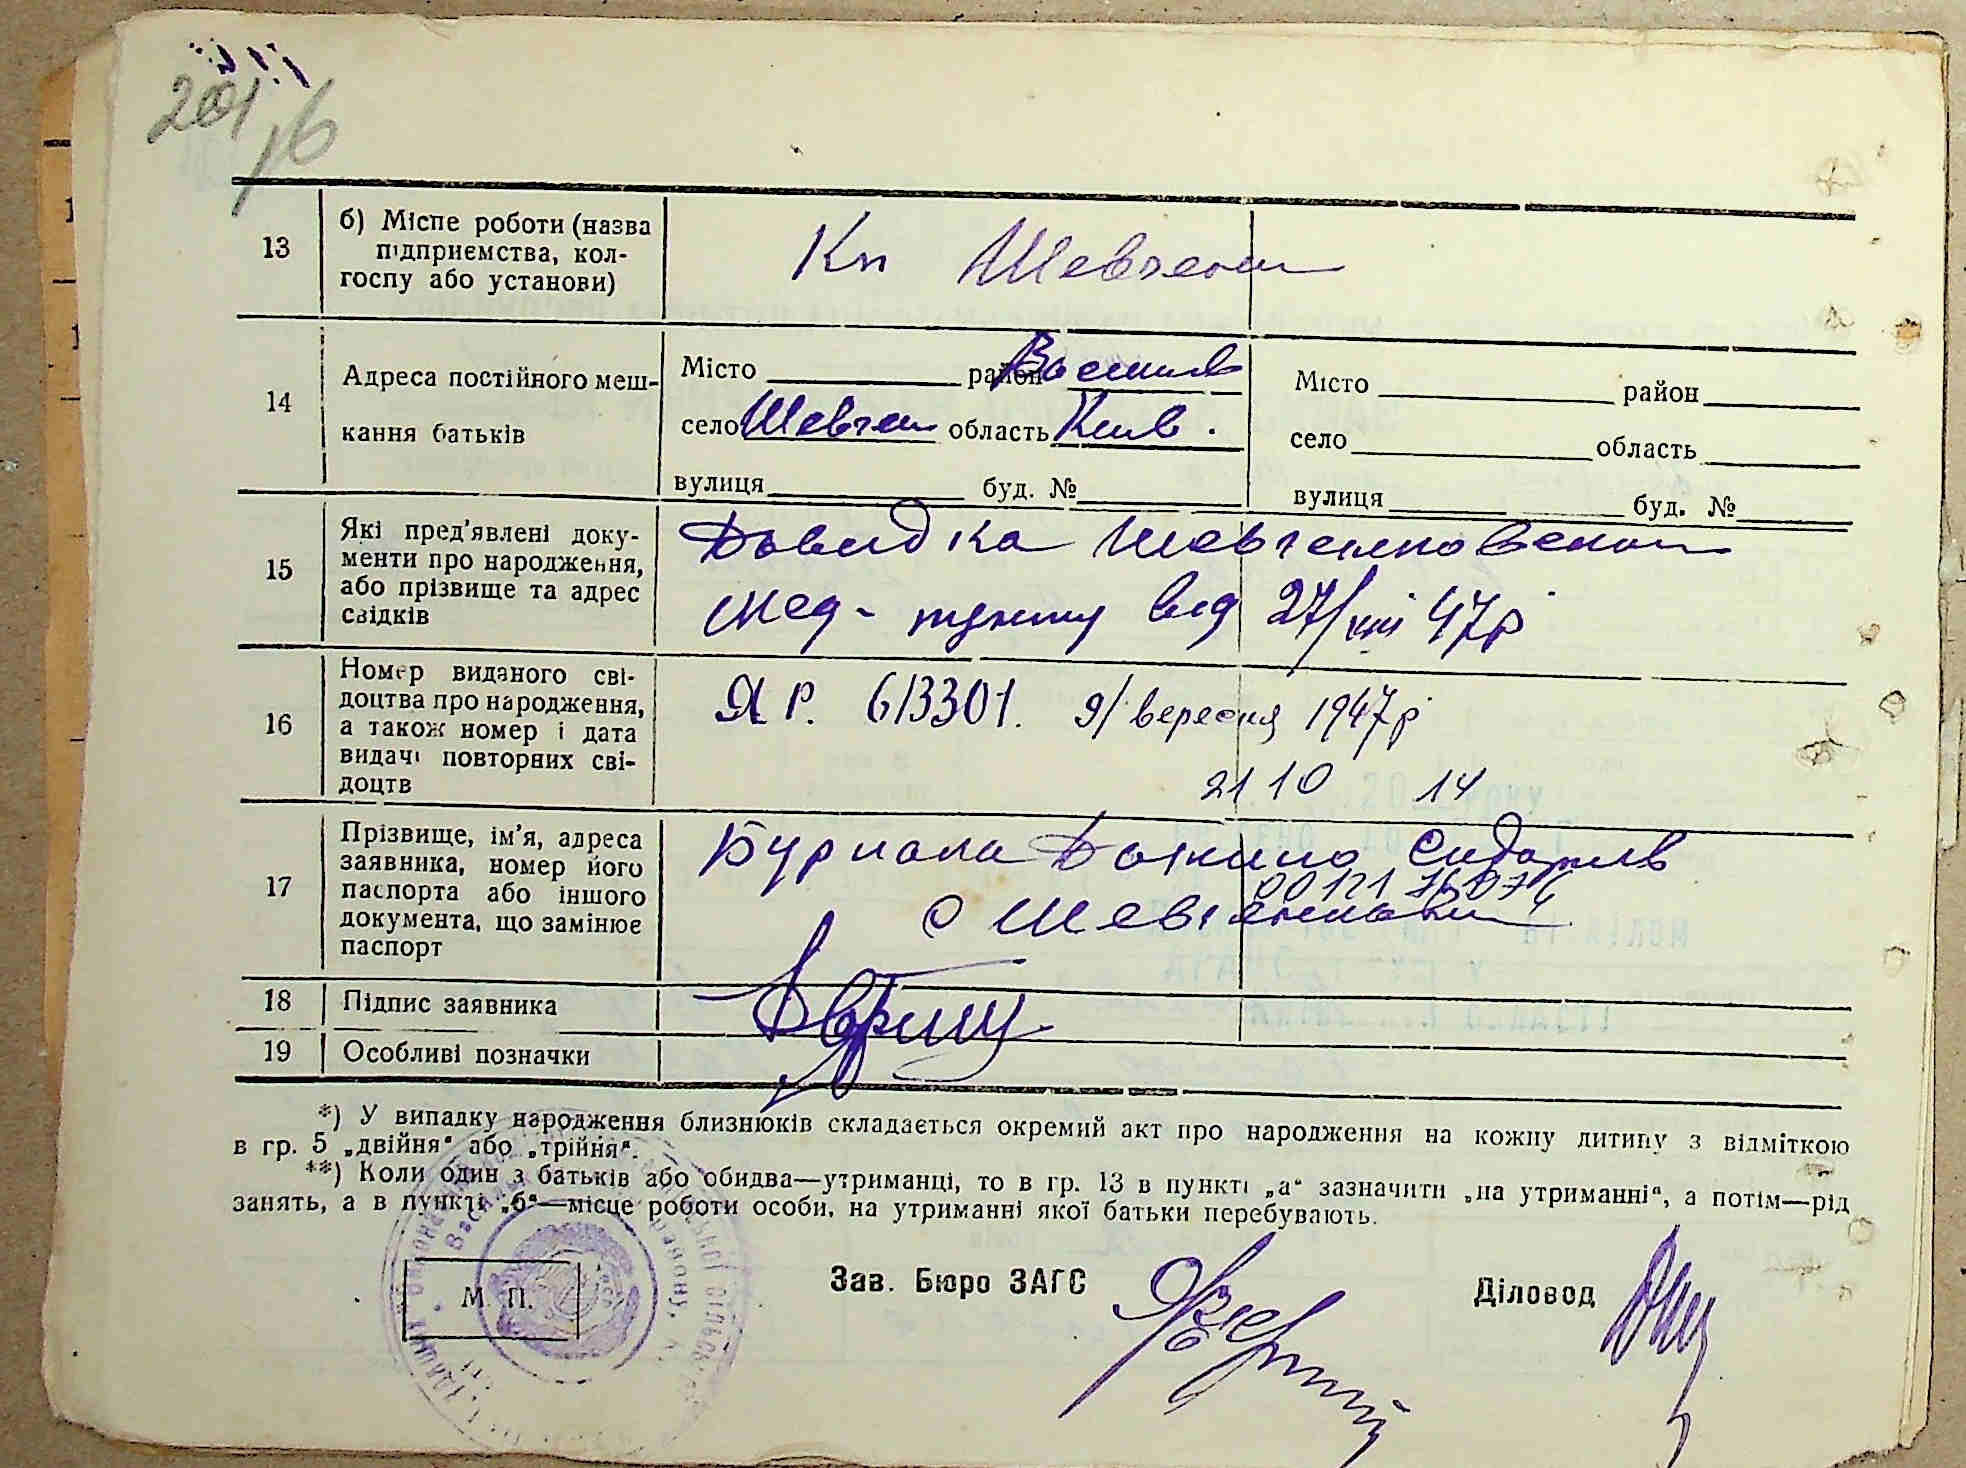 201
16
13 б) Місце роботи (назва
підприємства, кол-
госпу або установи)
Кп Шевченк
14 Адреса постійного меш-
кання батьків
Місто район Васильків
село Шевчен область Київ.
вулиця буд. №
Місто район
село область
вулиця буд. №
15 Які пред'явлені доку-
менти про народження,
або прізвище та адрес
свідків
Довидка Шевченковськ
мед- пункту від 27/VIII 47р
16 Номер виданого сві-
доцтва про народження,
а також номер і дата
видачі повторних сві-
доцтв
ЯР. 613301. 9/вересня 1947р
21 10 14
17 Прізвище, ім'я, адреса
заявника, номер його
паспорта або іншого
документа, що замінює
паспорт
с Шевченков
18 Підпис заявника
19 Особливі позначки
*) У випадку народження близнюків складається окремий акт про народження на кожну дитину з відміткою
в гр. 5 „двійня“ або „трійня“.
**) Коли один з батьків або обидва—утриманці, то в гр. 13 в пункті „а“ зазначити „на утриманні“, а потім—рід
занять, а в пункті „б“—місце роботи особи, на утриманні якої батьки перебувають.
М. П.
Зав. Бюро ЗАГС
Діловод